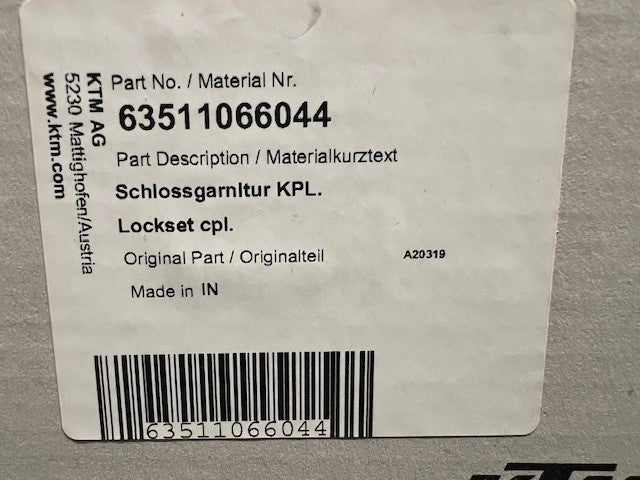 KTM AG
5230 Mattighofen/Austria
www.ktm.com
Part No. / Material Nr.
63511066044
Part Description / Materialkurztext
Schlossgarnltur KPL.
Lockset cpl.
Original Part / Originalteil
A20319
Made in IN
63511066044